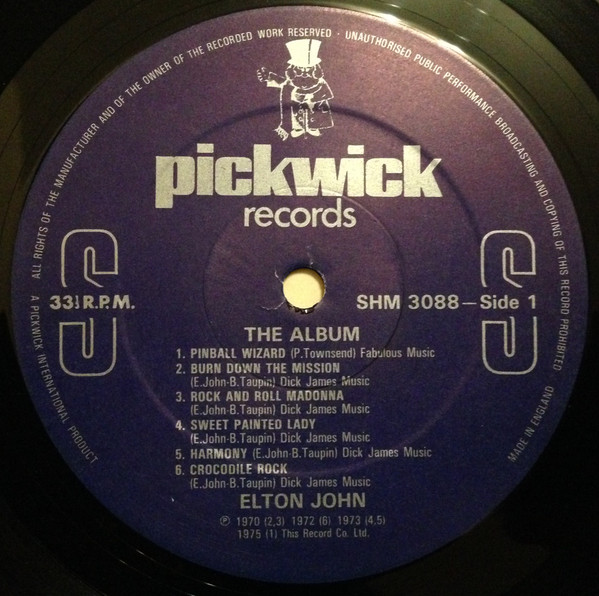 ALL RIGHTS OF THE MANUFACTURER AND OF THE OWNER OF THE RECORDED WORK RESERVED - UNAUTHORISED PUBLIC PERFORMANCE BROADCASTING AND COPYING OF THIS RECORD PROHIBITED
pickwick
records
33⅓ R.P.M.
SHM 3088 – Side 1
THE ALBUM
1. PINBALL WIZARD (P.Townsend) Fabulous Music
2. BURN DOWN THE MISSION
(E.John-B.Taupin) Dick James Music
3. ROCK AND ROLL MADONNA
(E.John-B.Taupin) Dick James Music
4. SWEET PAINTED LADY
(E.John-B.Taupin) Dick James Music
5. HARMONY (E.John-B.Taupin) Dick James Music
6. CROCODILE ROCK
(E.John-B.Taupin) Dick James Music
ELTON JOHN
℗ 1970 (2,3) 1972 (6) 1973 (4,5)
1975 (1) This Record Co. Ltd.
A PICKWICK INTERNATIONAL PRODUCT
MADE IN ENGLAND